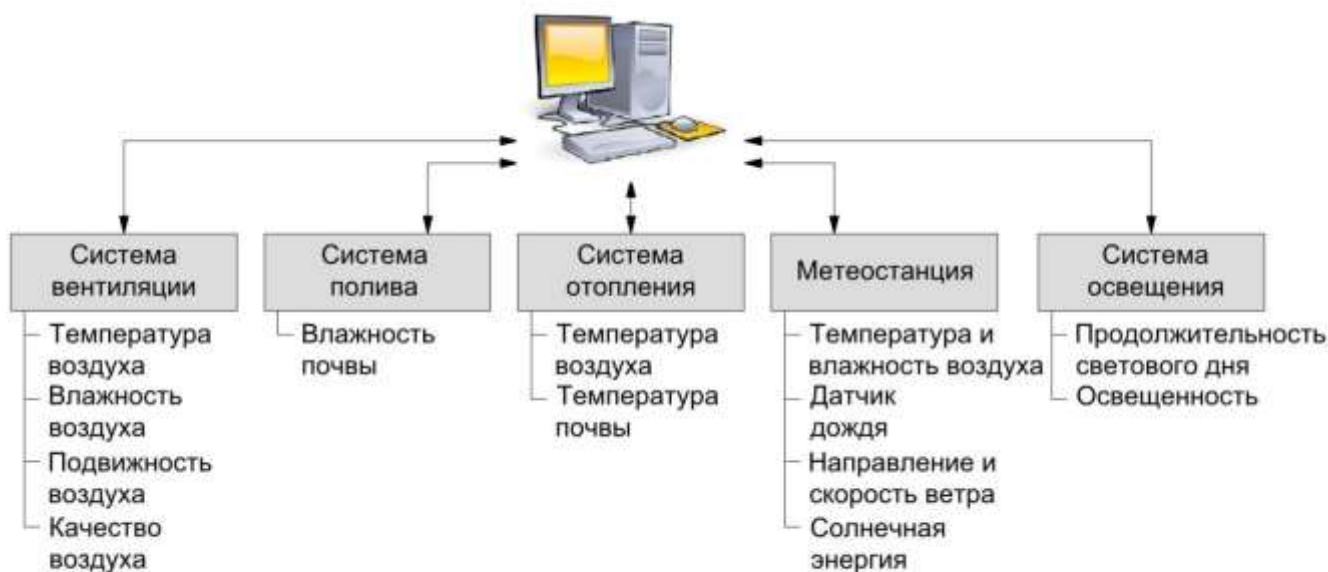 Система
вентиляции
Температура
воздуха
Влажность
воздуха
Подвижность
воздуха
Качество
воздуха
Система
полива
Влажность
почвы
Система
отопления
Температура
воздуха
Температура
почвы
Метеостанция
Температура и
влажность воздуха
Датчик
дождя
Направление и
скорость ветра
Солнечная
энергия
Система
освещения
Продолжительность
светового дня
Освещенность